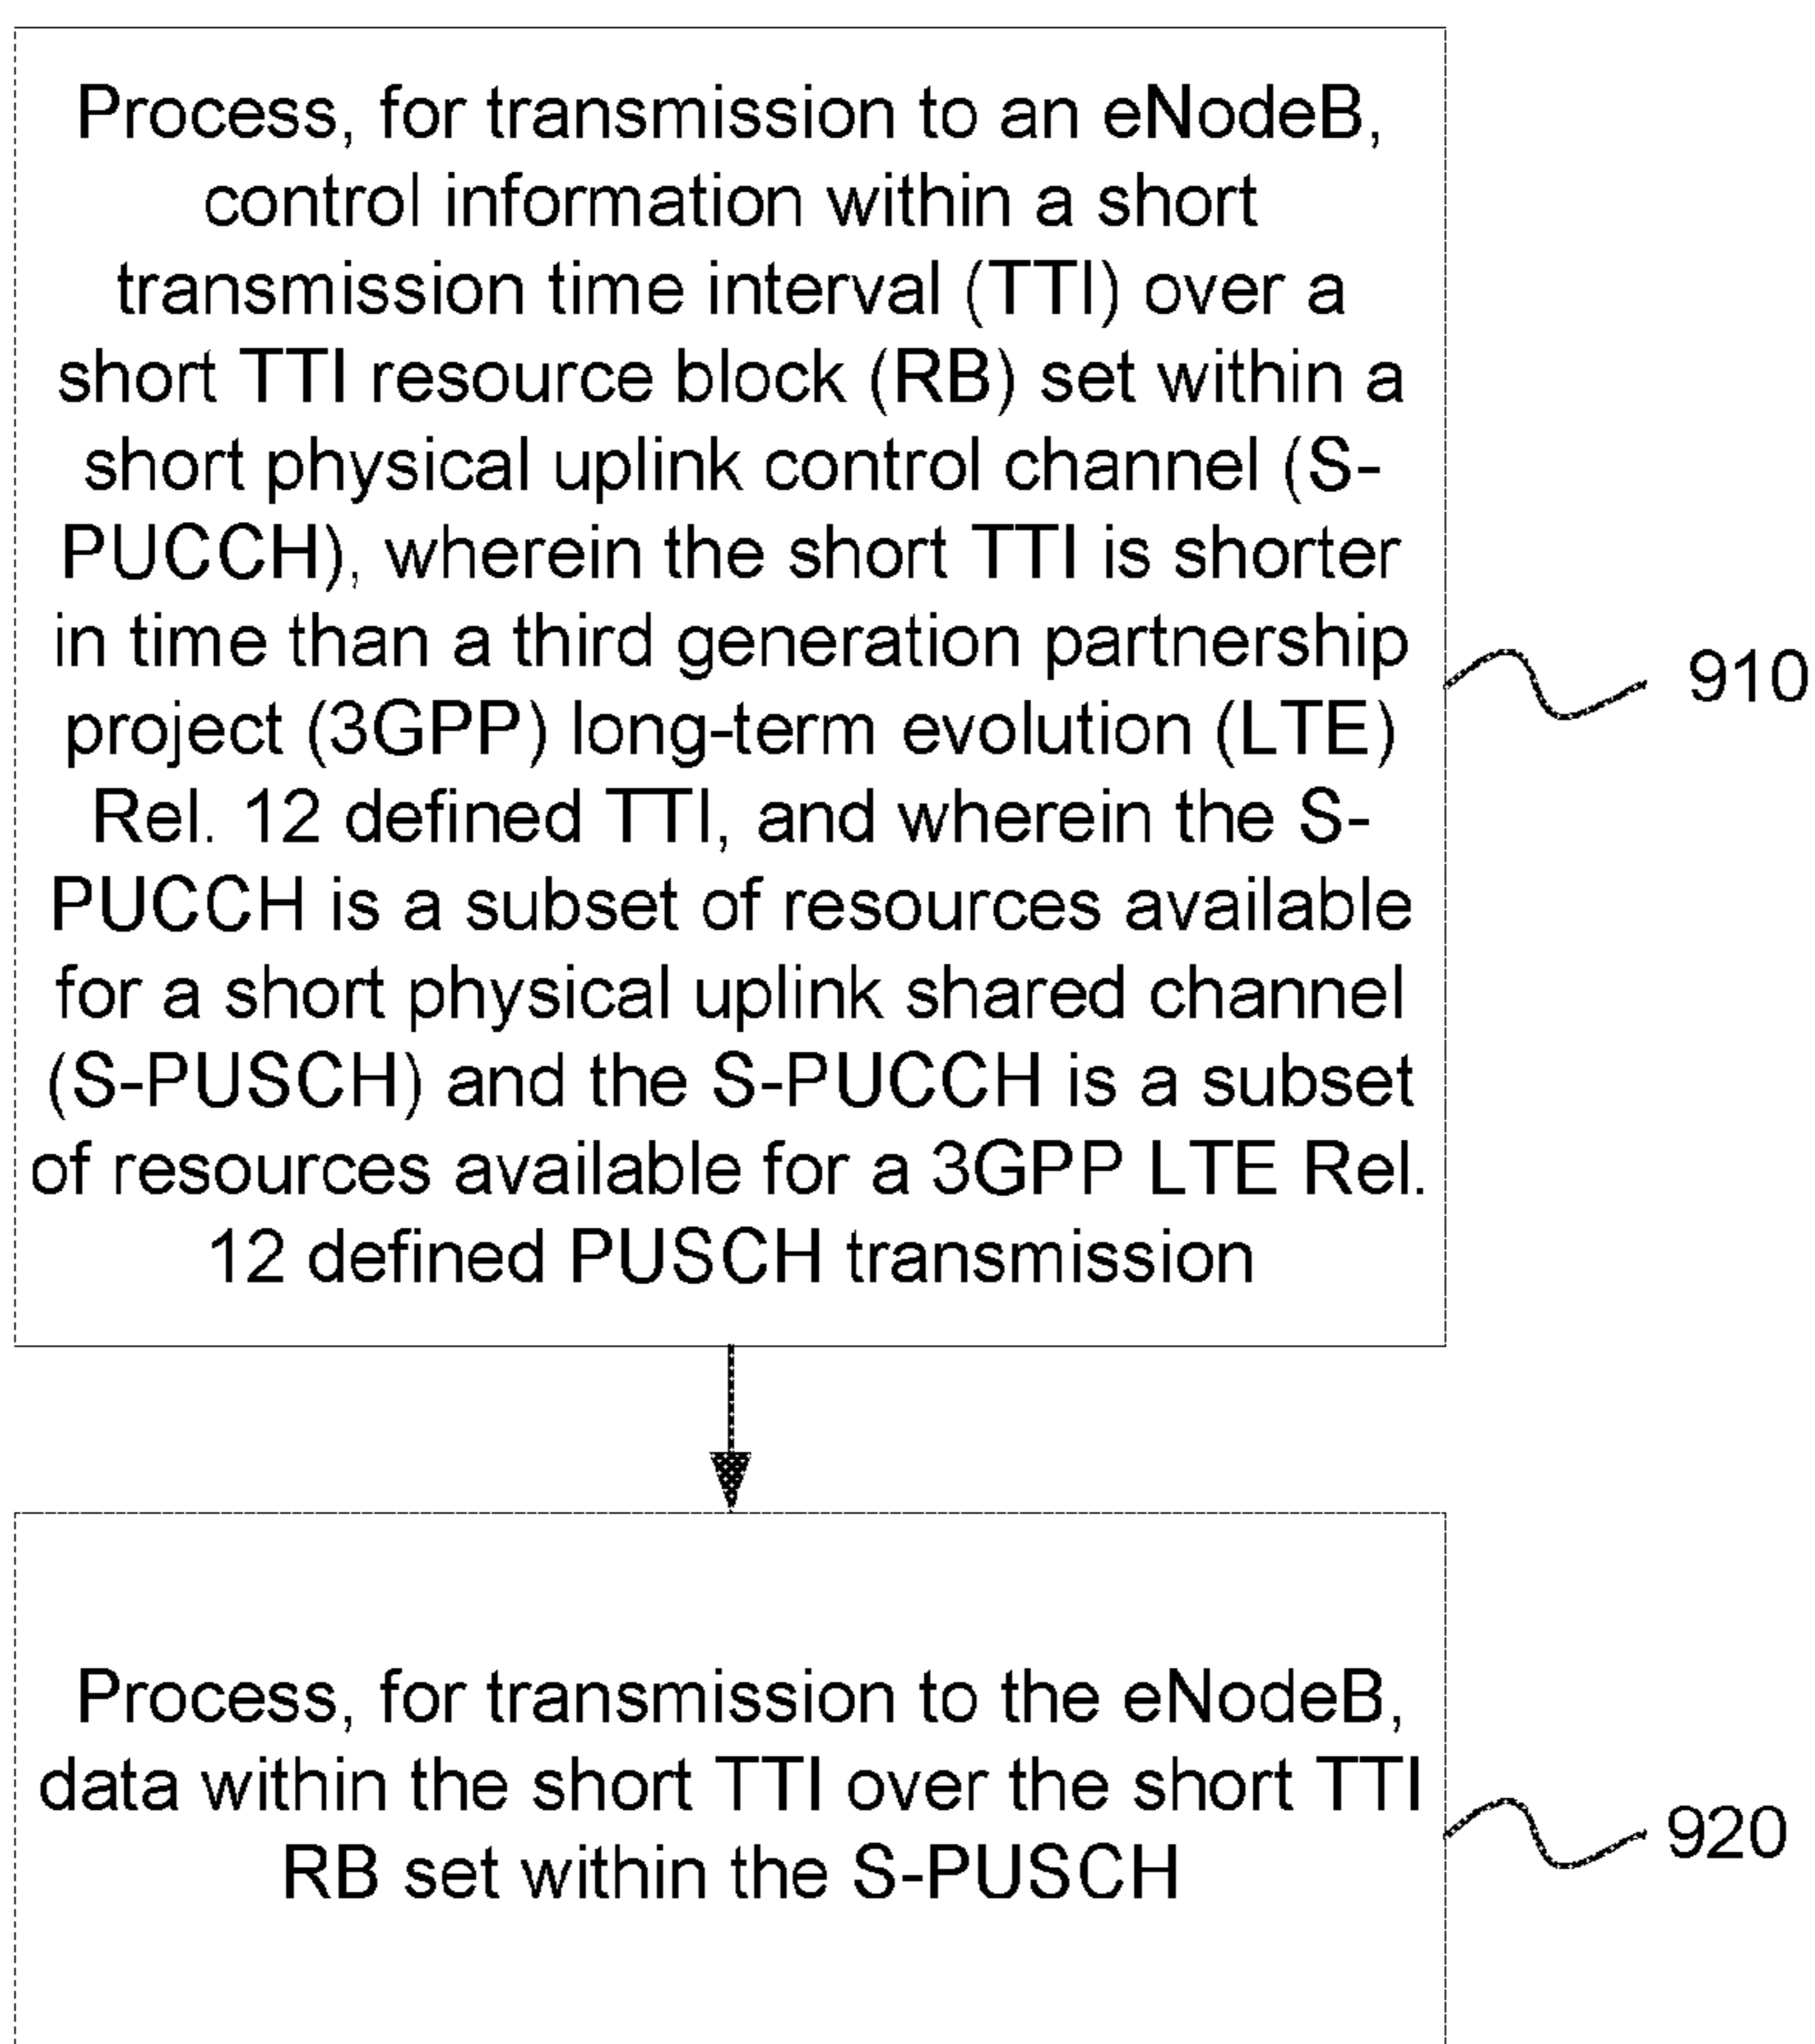 Process, for transmission to an eNodeB,
control information within a short
transmission time interval (TTI) over a
short TTI resource block (RB) set within a
short physical uplink control channel (S-
PUCCH), wherein the short TTI is shorter
in time than a third generation partnership
project (3GPP) long-term evolution (LTE)
Rel. 12 defined TTI, and wherein the S-
PUCCH is a subset of resources available
for a short physical uplink shared channel
(S-PUSCH) and the S-PUCCH is a subset
of resources available for a 3GPP LTE Rel.
12 defined PUSCH transmission
910
Process, for transmission to the eNodeB,
data within the short TTI over the short TTI
RB set within the S-PUSCH
920